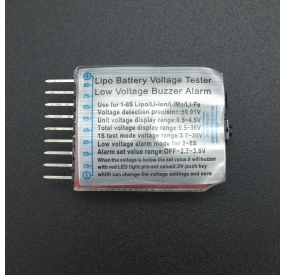 Lipo Battery Voltage Tester
Low Voltage Buzzer Alarm
Use for 1-8S Lipo/Li-ion/LiMn/Li-Fe
Voltage detection precision:±0.01V
Unit voltage display range:0.5-4.5V
Total voltage display range:0.5-36V
1S test mode voltage range:3.7-30V
Low voltage alarm mode for 2-8S
Alarm set value range:OFF-2.7-3.8V
When the voltage is below the set value,it will buzzer
with red LED light,pre-set value3.3V,push key
whith can change the voltage settings and save